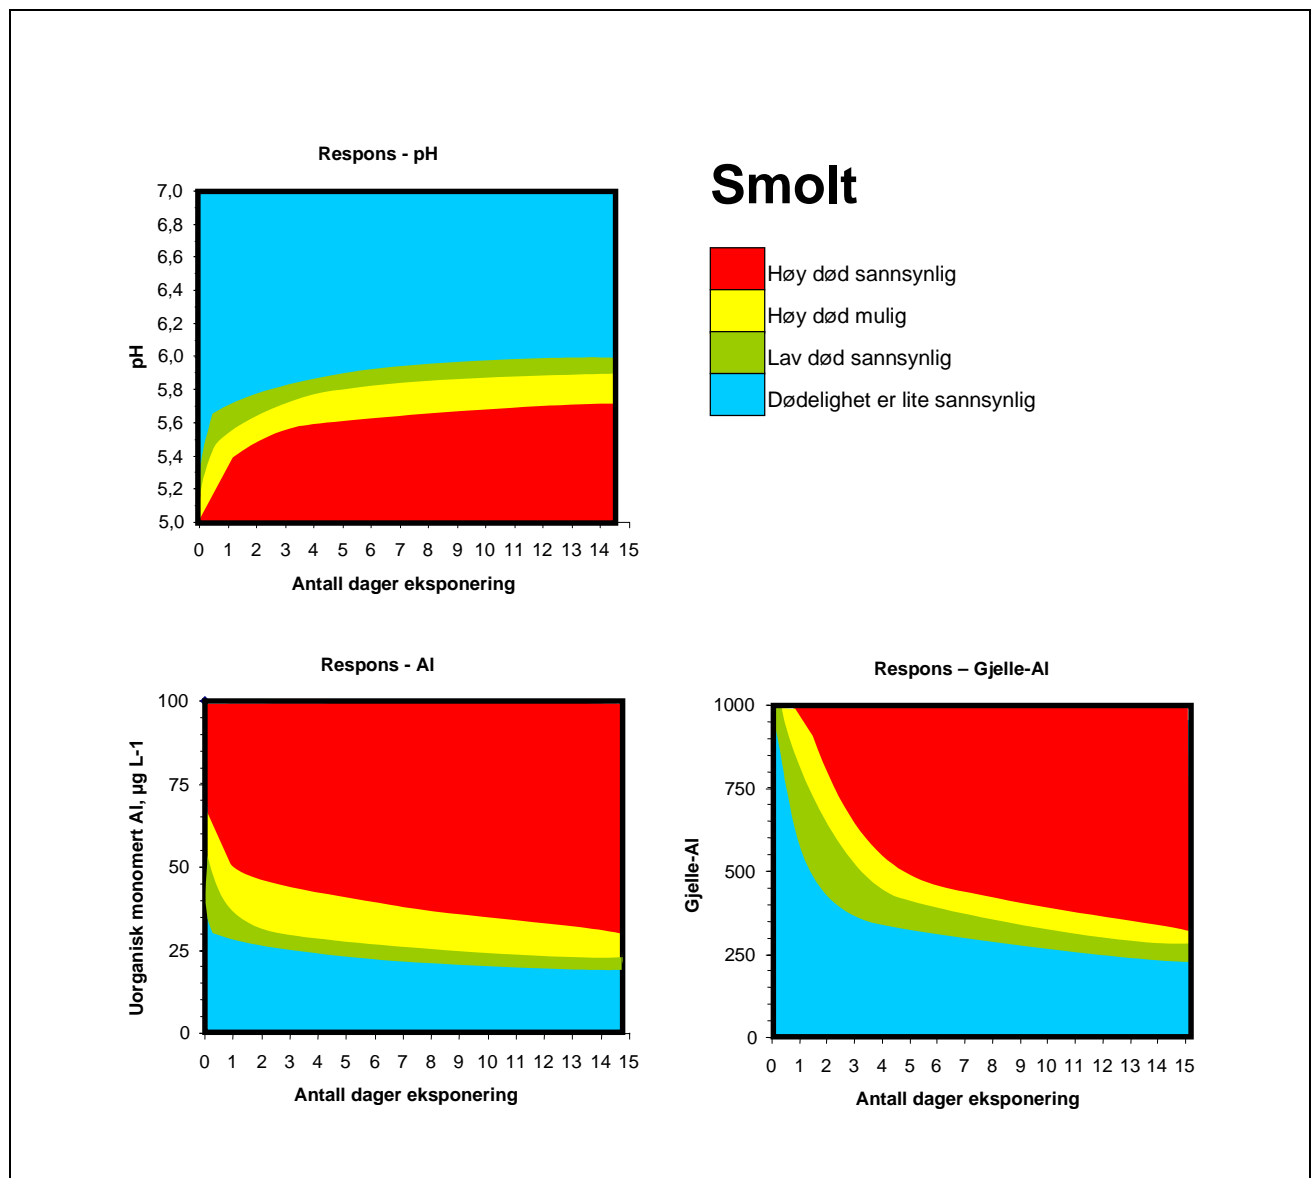 Respons - pH
Smolt
7,0
6,8
6,6
6,4
6,2
6,0
5,8
5,6
5,4
5,2
5,0
pH
0 1 2 3 4 5 6 7 8 9 10 11 12 13 14 15
Antall dager eksponering
Høy død sannsynlig
Høy død mulig
Lav død sannsynlig
Dødelighet er lite sannsynlig
Respons - Al
100
75
50
25
0
Uorganisk monomert Al, µg L-1
0 1 2 3 4 5 6 7 8 9 10 11 12 13 14 15
Antall dager eksponering
Respons – Gjelle-Al
1000
750
500
250
0
Gjelle-Al
0 1 2 3 4 5 6 7 8 9 10 11 12 13 14 15
Antall dager eksponering